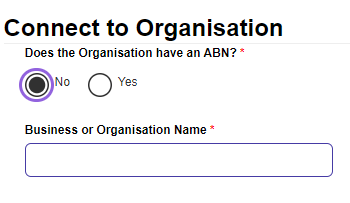 Connect to Organisation
Does the Organisation have an ABN? *
No Yes
Business or Organisation Name *